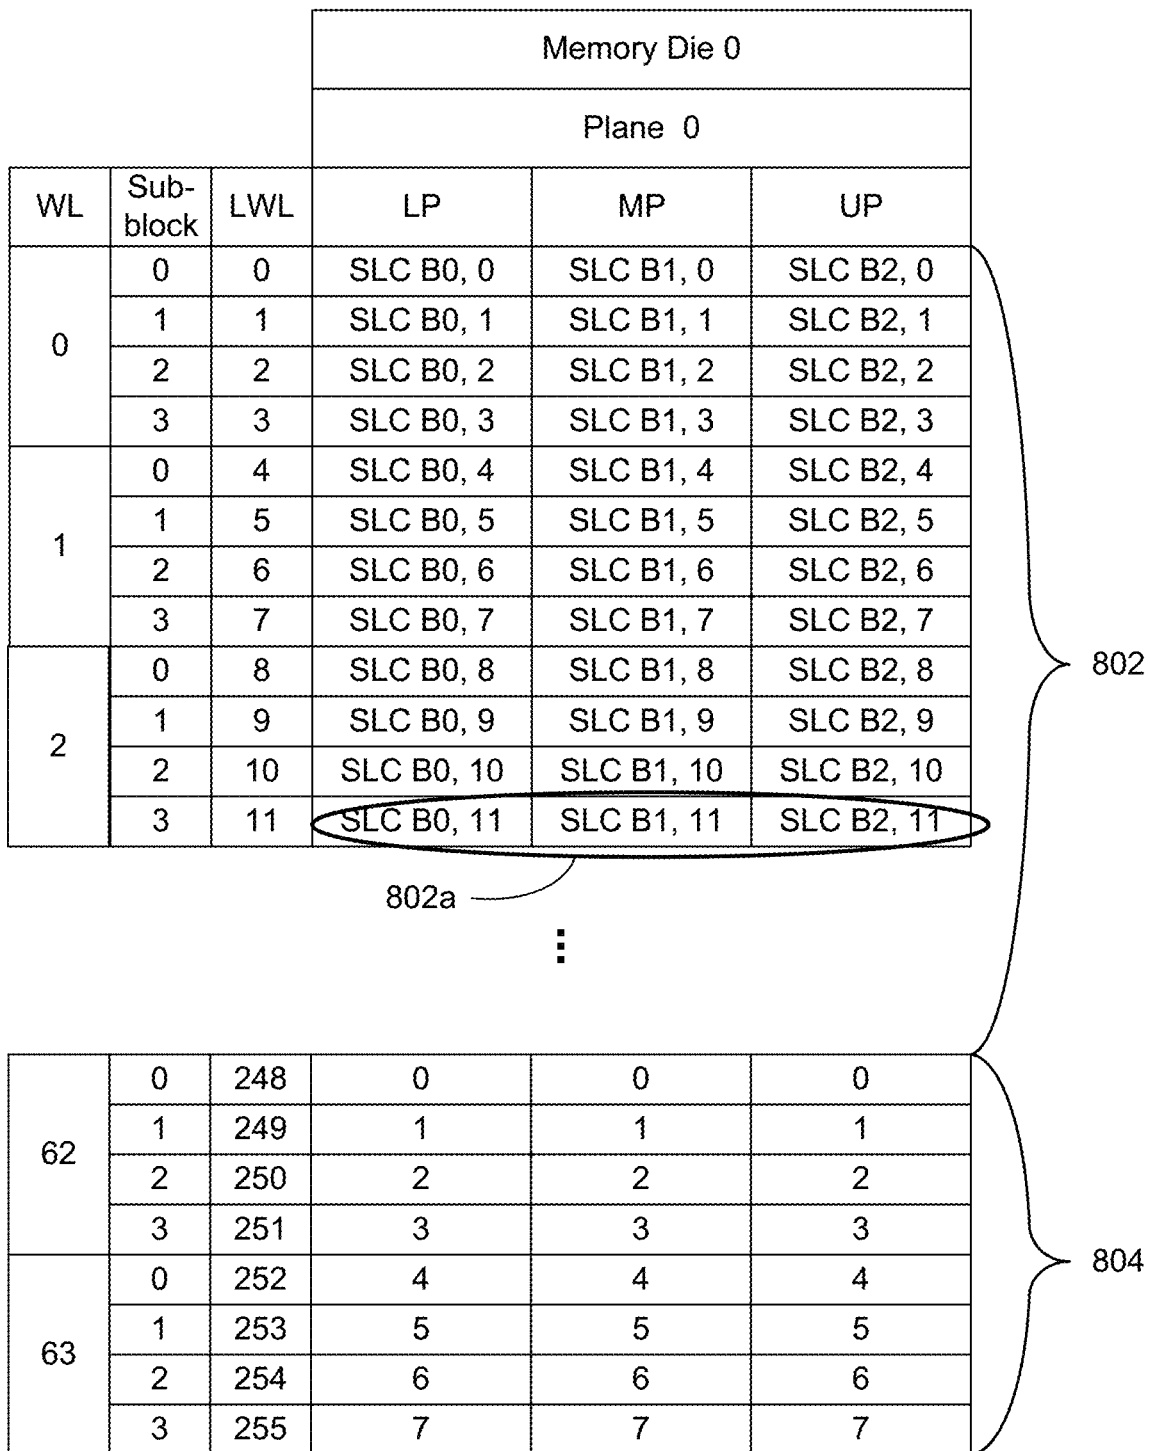 Memory Die 0
Plane 0
WL Sub-block LWL LP MP UP
0 0 0 SLC B0, 0 SLC B1, 0 SLC B2, 0
1 1 SLC B0, 1 SLC B1, 1 SLC B2, 1
2 2 SLC B0, 2 SLC B1, 2 SLC B2, 2
3 3 SLC B0, 3 SLC B1, 3 SLC B2, 3
1 0 4 SLC B0, 4 SLC B1, 4 SLC B2, 4
1 5 SLC B0, 5 SLC B1, 5 SLC B2, 5
2 6 SLC B0, 6 SLC B1, 6 SLC B2, 6
3 7 SLC B0, 7 SLC B1, 7 SLC B2, 7
2 0 8 SLC B0, 8 SLC B1, 8 SLC B2, 8
802
1 9 SLC B0, 9 SLC B1, 9 SLC B2, 9
2 10 SLC B0, 10 SLC B1, 10 SLC B2, 10
3 11 SLC B0, 11 SLC B1, 11 SLC B2, 11
802a
⋮
62 0 248 0 0 0
1 249 1 1 1
2 250 2 2 2
3 251 3 3 3
63 0 252 4 4 4
804
1 253 5 5 5
2 254 6 6 6
3 255 7 7 7